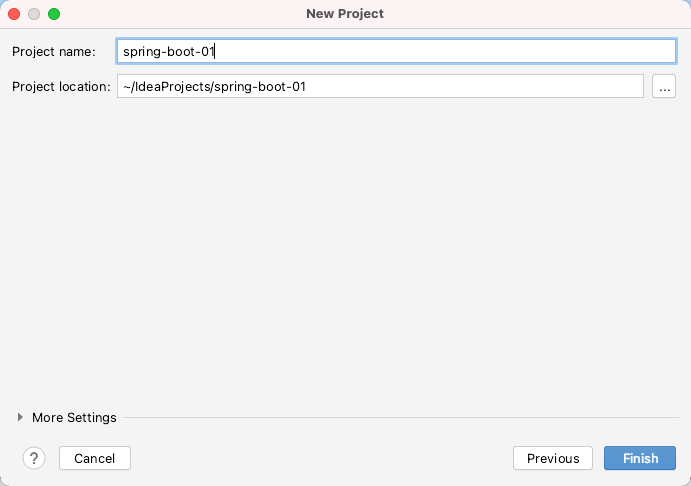 New Project
Project name: spring-boot-01
Project location: ~/IdeaProjects/spring-boot-01 ...
More Settings
? Cancel Previous Finish